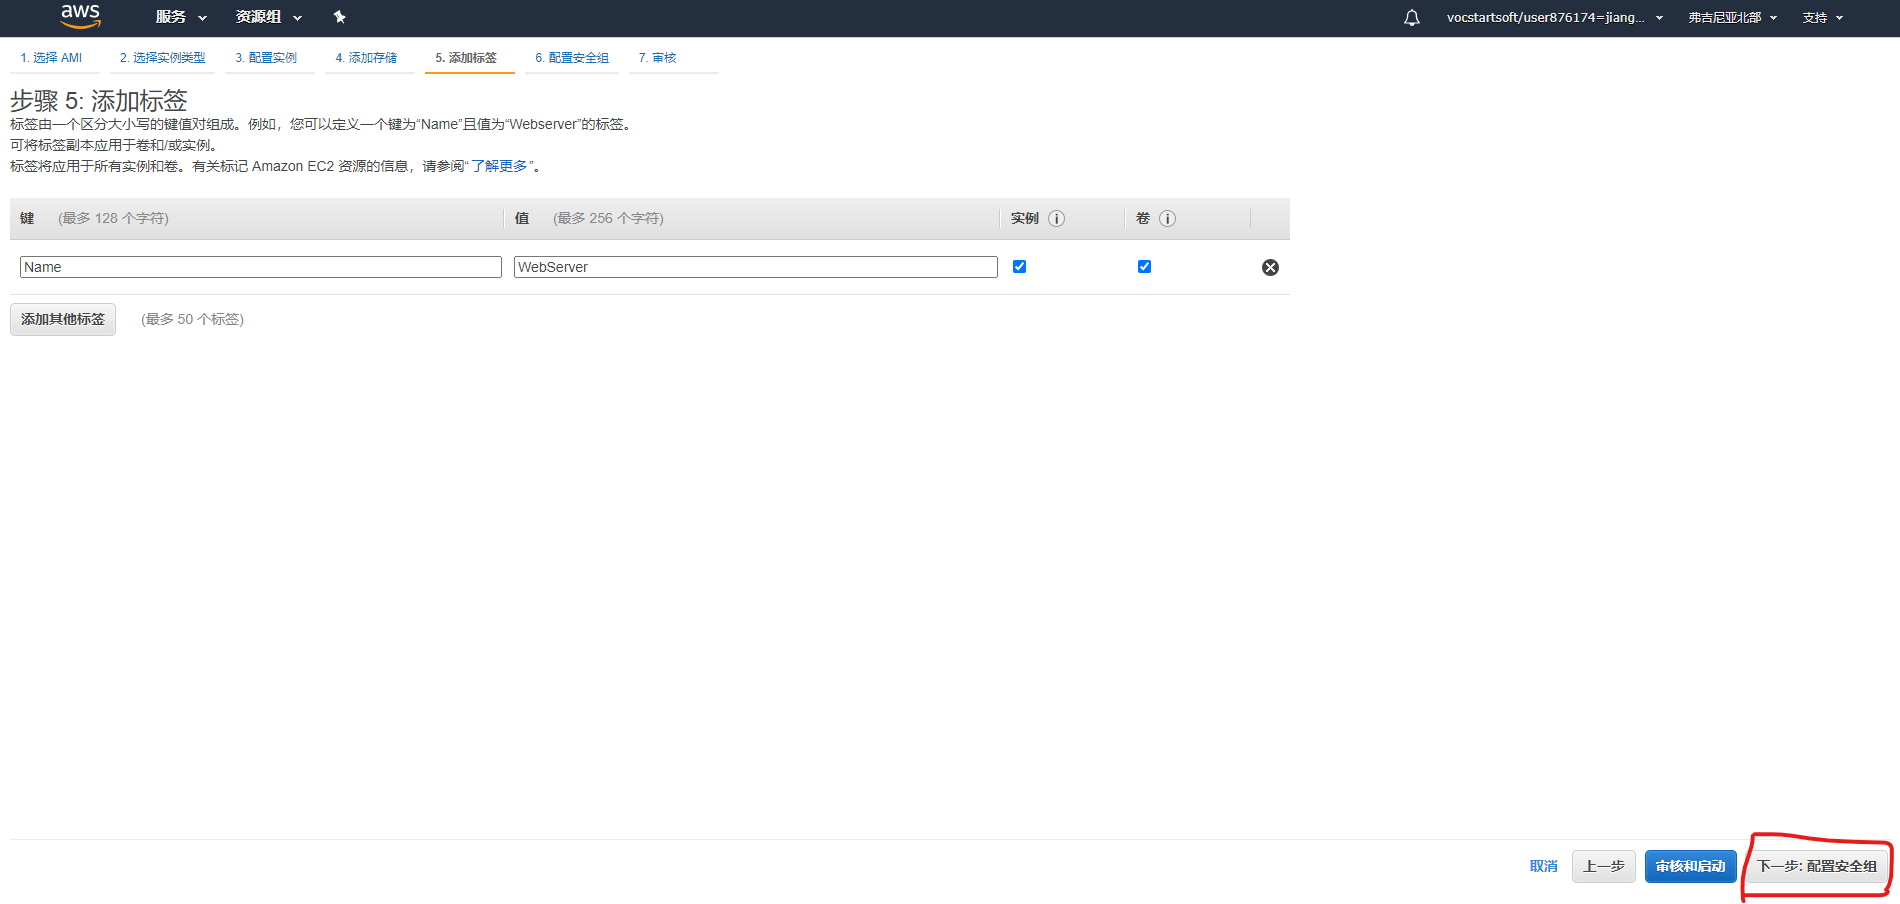 aws 服务 资源组 vocstartsoft/user876174=jiang... 弗吉尼亚北部 支持
1. 选择 AMI 2. 选择实例类型 3. 配置实例 4. 添加存储 5. 添加标签 6. 配置安全组 7. 审核
步骤 5: 添加标签
标签由一个区分大小写的键值对组成。例如，您可以定义一个键为“Name”且值为“Webserver”的标签。
可将标签副本应用于卷和/或实例。
标签将应用于所有实例和卷。有关标记 Amazon EC2 资源的信息，请参阅“了解更多”。
键 (最多 128 个字符) 值 (最多 256 个字符) 实例 i 卷 i
Name WebServer
添加其他标签 (最多 50 个标签)
取消 上一步 审核和启动 下一步: 配置安全组